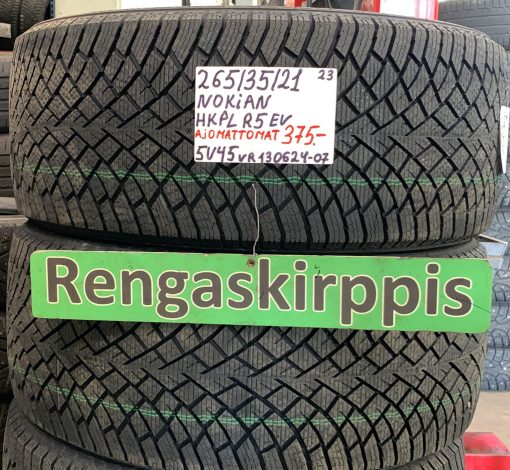 265/35/21 23
NOKiAN
HKPL R5 EV
AJOMATTOMAT 375.-
5V45 VR130624-07
Rengaskirppis